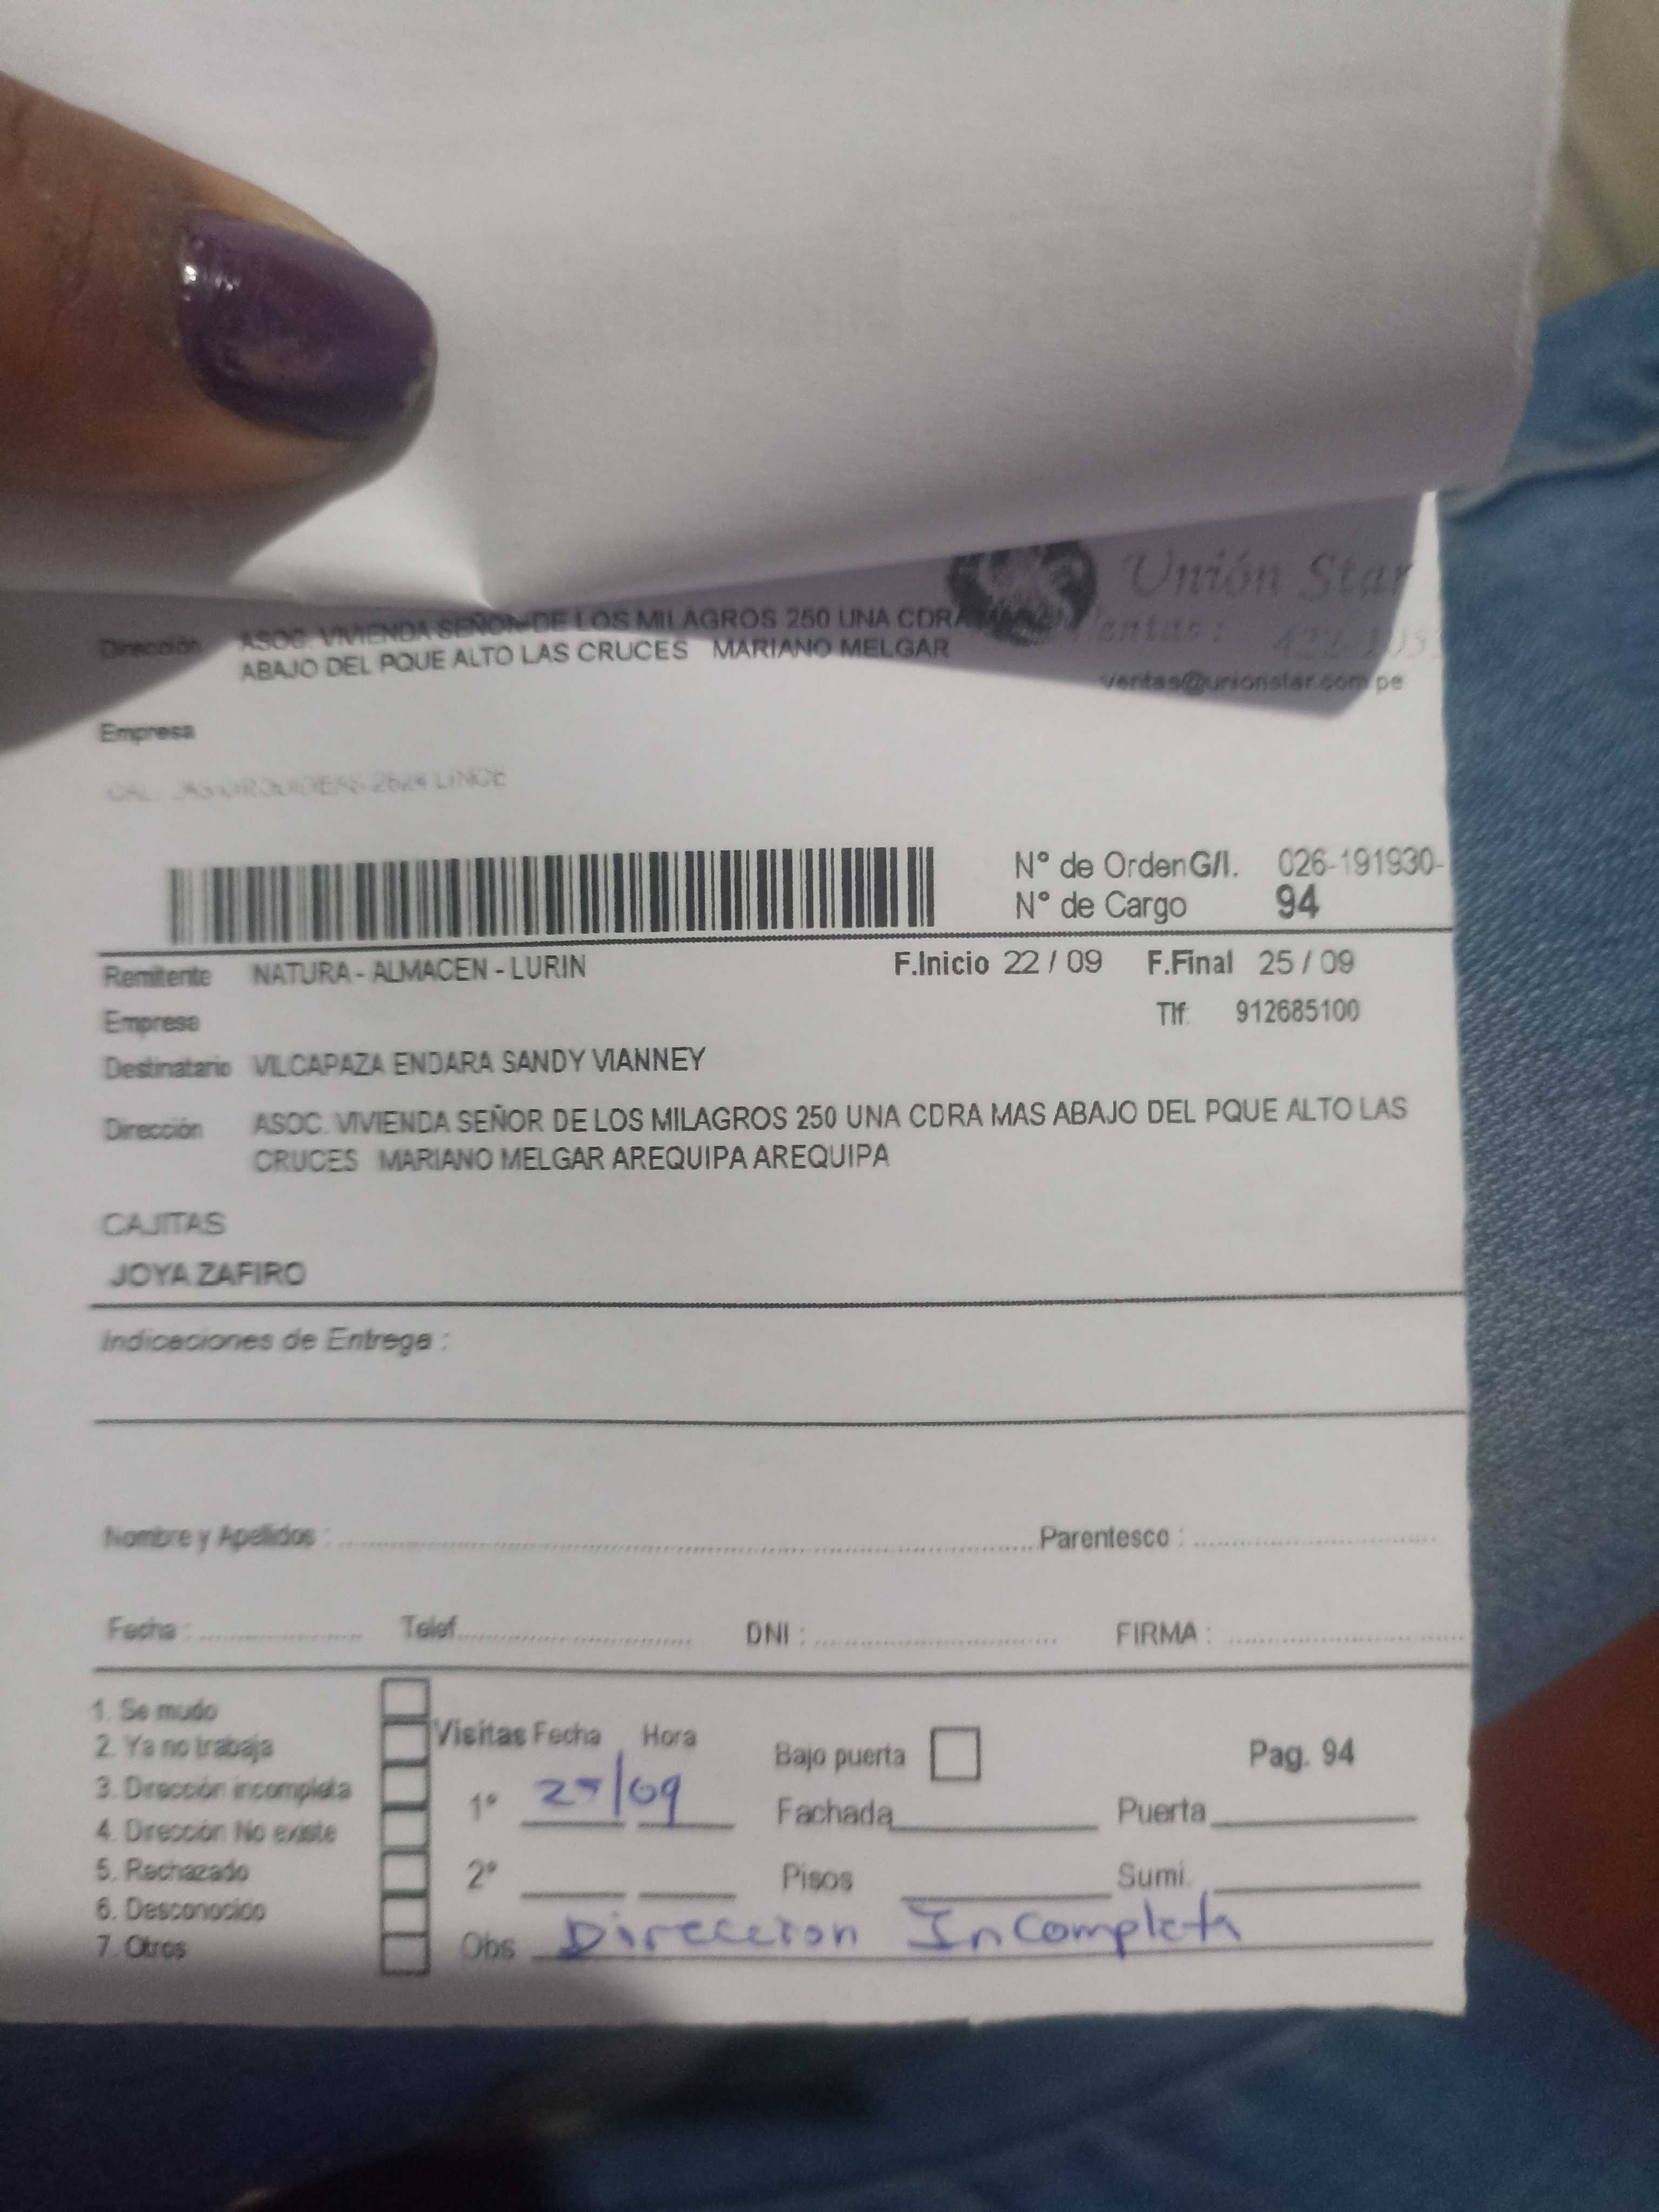 Unión Star
Dirección ASOC. VIVIENDA SEÑOR DE LOS MILAGROS 250 UNA CDRA
Ventas :
ABAJO DEL PQUE ALTO LAS CRUCES MARIANO MELGAR
ventas@unionstar.com.pe
Empresa
2624 LINCE
N° de Orden G/I. 026-191930-
N° de Cargo 94
Remitente NATURA - ALMACEN - LURIN F.Inicio 22 / 09 F.Final 25 / 09
Empresa Tlf. 912685100
Destinatario VILCAPAZA ENDARA SANDY VIANNEY
Dirección ASOC. VIVIENDA SEÑOR DE LOS MILAGROS 250 UNA CDRA MAS ABAJO DEL PQUE ALTO LAS
CRUCES MARIANO MELGAR AREQUIPA AREQUIPA
CAJITAS
JOYA ZAFIRO
Indicaciones de Entrega :
Nombre y Apellidos : Parentesco :
Fecha : Telef. DNI : FIRMA :
1. Se mudo
2. Ya no trabaja
3. Dirección incompleta
4. Dirección No existe
5. Rechazado
6. Desconocido
7. Otros
Visitas Fecha Hora
1° 25/09
2°
Obs Direccion InCompleta
Bajo puerta Pag. 94
Fachada Puerta
Pisos Sumi.